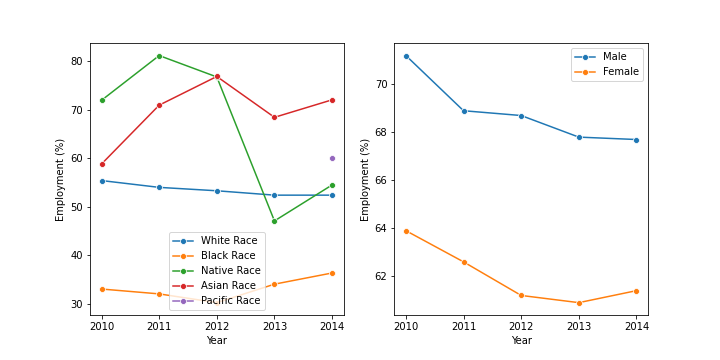 80
70
60
50
40
30
Employment (%)
2010 2011 2012 2013 2014
Year
White Race
Black Race
Native Race
Asian Race
Pacific Race
70
68
66
64
62
Employment (%)
2010 2011 2012 2013 2014
Year
Male
Female